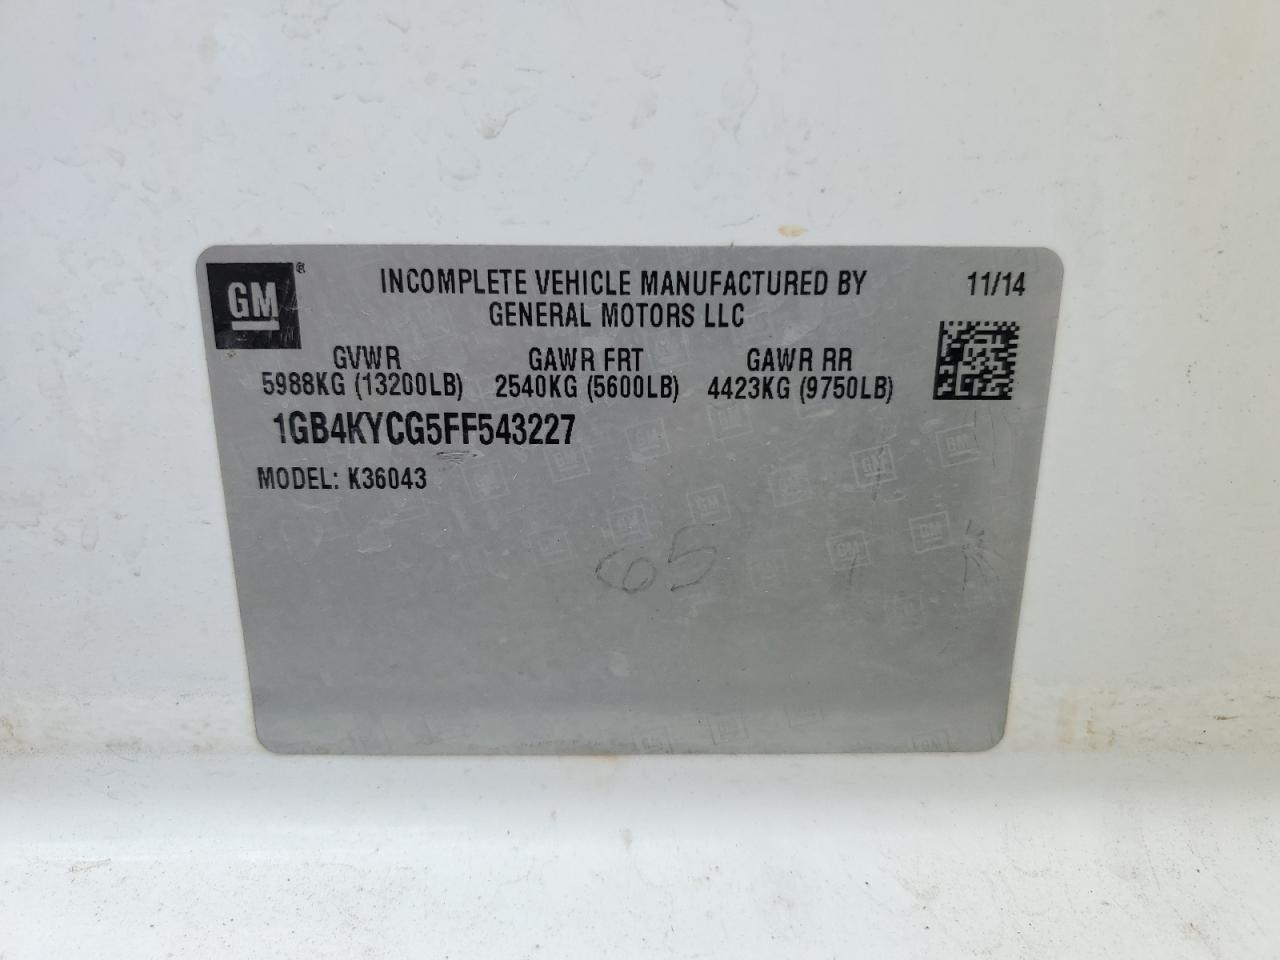 GM®
INCOMPLETE VEHICLE MANUFACTURED BY
GENERAL MOTORS LLC
11/14
GVWR GAWR FRT GAWR RR
5988KG (13200LB) 2540KG (5600LB) 4423KG (9750LB)
1GB4KYCG5FF543227
MODEL: K36043
65